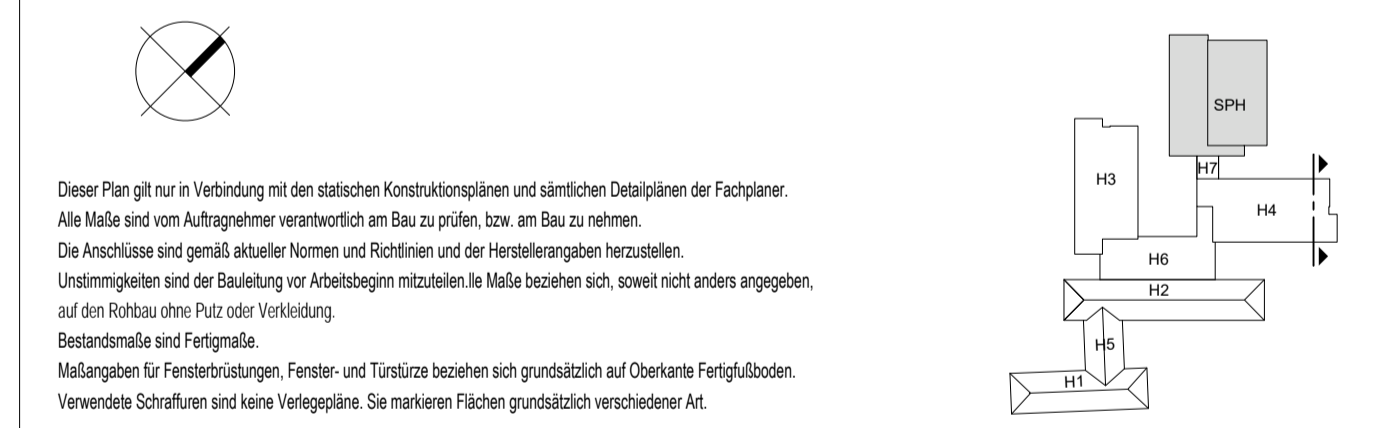 Dieser Plan gilt nur in Verbindung mit den statischen Konstruktionsplänen und sämtlichen Detailplänen der Fachplaner.
Alle Maße sind vom Auftragnehmer verantwortlich am Bau zu prüfen, bzw. am Bau zu nehmen.
Die Anschlüsse sind gemäß aktueller Normen und Richtlinien und der Herstellerangaben herzustellen.
Unstimmigkeiten sind der Bauleitung vor Arbeitsbeginn mitzuteilen.lle Maße beziehen sich, soweit nicht anders angegeben,
auf den Rohbau ohne Putz oder Verkleidung.
Bestandsmaße sind Fertigmaße.
Maßangaben für Fensterbrüstungen, Fenster- und Türstürze beziehen sich grundsätzlich auf Oberkante Fertigfußboden.
Verwendete Schraffuren sind keine Verlegepläne. Sie markieren Flächen grundsätzlich verschiedener Art.
SPH
H7
H3
H4
H6
H2
H5
H1